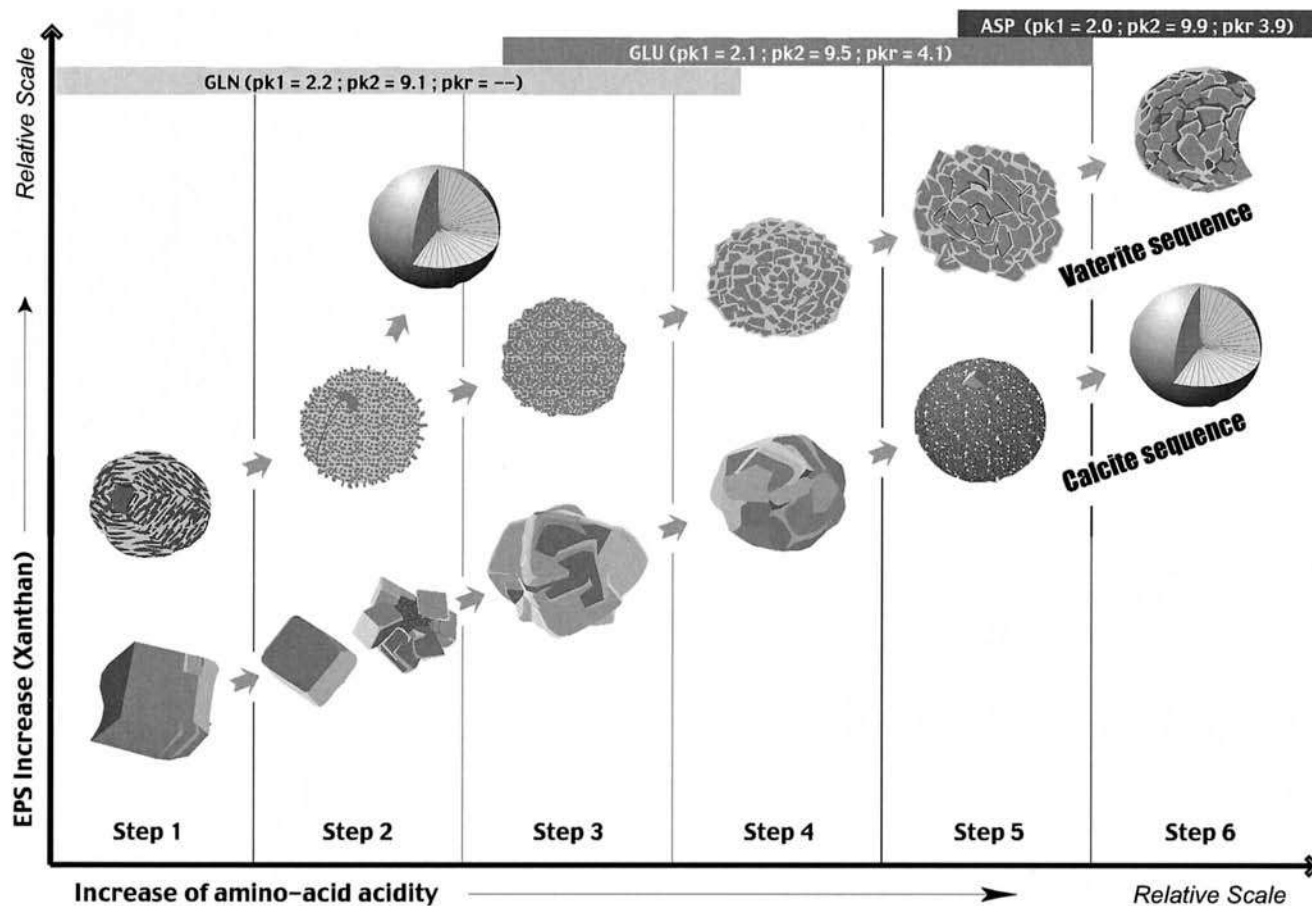 ASP (pk1 = 2.0 ; pk2 = 9.9 ; pkr 3.9)
GLU (pk1 = 2.1 ; pk2 = 9.5 ; pkr = 4.1)
GLN (pk1 = 2.2 ; pk2 = 9.1 ; pkr = --)
Relative Scale
EPS Increase (Xanthan)
Vaterite sequence
Calcite sequence
Step 1
Step 2
Step 3
Step 4
Step 5
Step 6
Increase of amino-acid acidity
Relative Scale